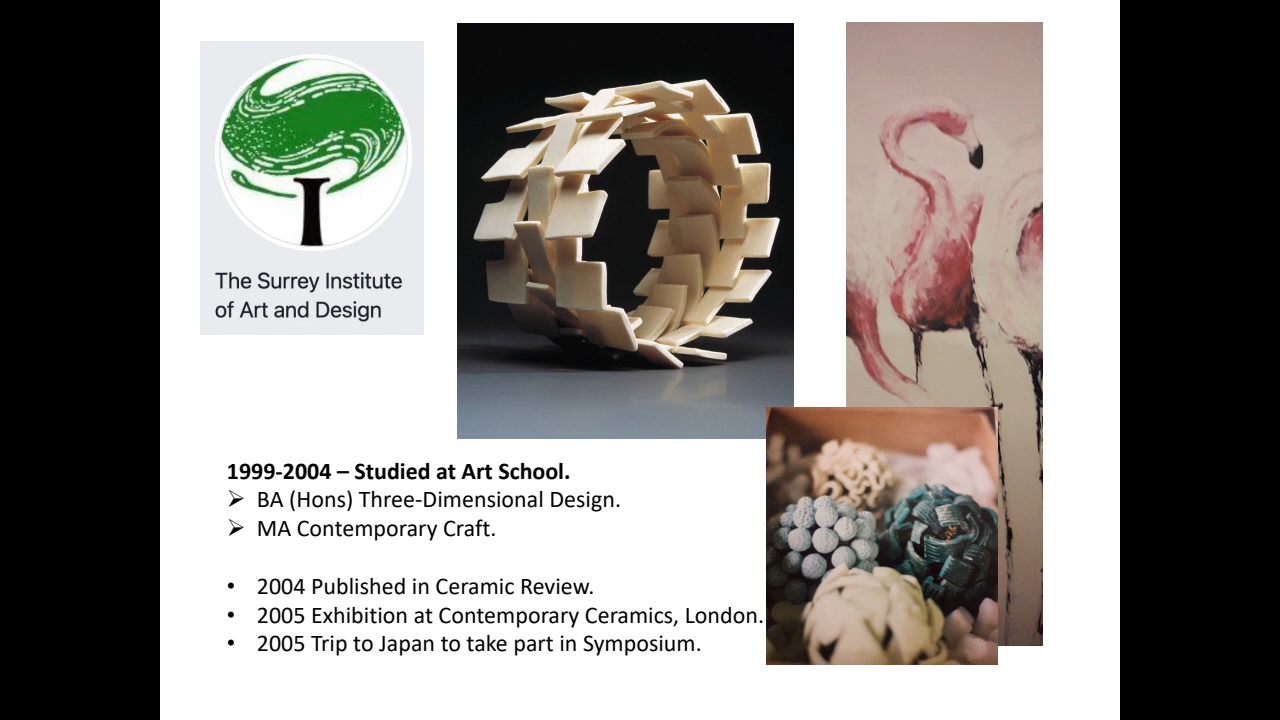 The Surrey Institute
of Art and Design
1999-2004 – Studied at Art School.
➢ BA (Hons) Three-Dimensional Design.
➢ MA Contemporary Craft.
• 2004 Published in Ceramic Review.
• 2005 Exhibition at Contemporary Ceramics, London.
• 2005 Trip to Japan to take part in Symposium.